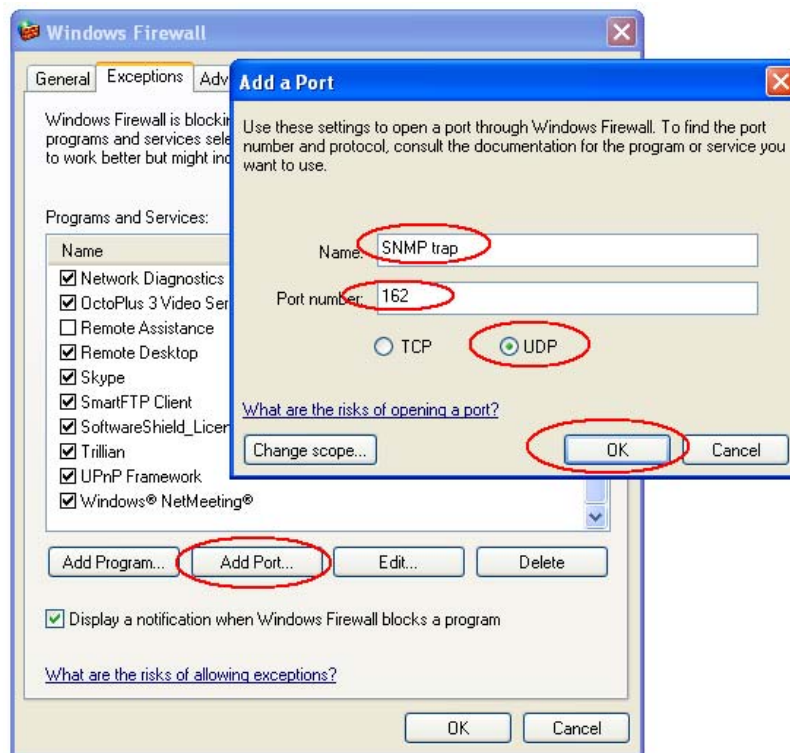 Windows Firewall
General
Exceptions
Adv
Windows Firewall is blockin
programs and services sele
to work better but might inc
Programs and Services:
Name
Network Diagnostics
OctoPlus 3 Video Ser
Remote Assistance
Remote Desktop
Skype
SmartFTP Client
SoftwareShield_Licen
Trillian
UPnP Framework
Windows® NetMeeting®
Add Program...
Add Port...
Edit...
Delete
Display a notification when Windows Firewall blocks a program
What are the risks of allowing exceptions?
OK
Cancel
Add a Port
Use these settings to open a port through Windows Firewall. To find the port
number and protocol, consult the documentation for the program or service you
want to use.
Name: SNMP trap
Port number: 162
TCP
UDP
What are the risks of opening a port?
Change scope...
OK
Cancel